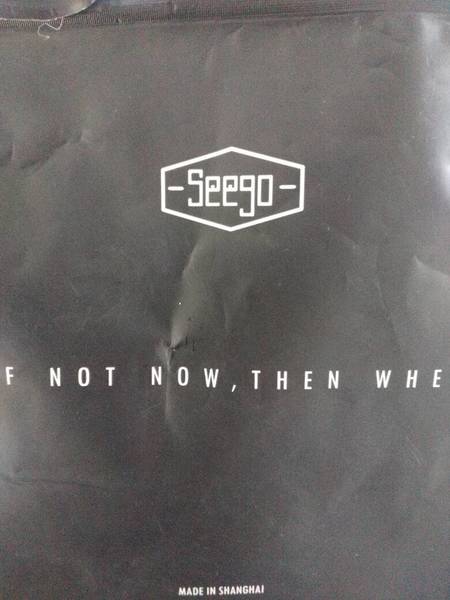 -Seego-
F NOT NOW, THEN WHE
MADE IN SHANGHAI